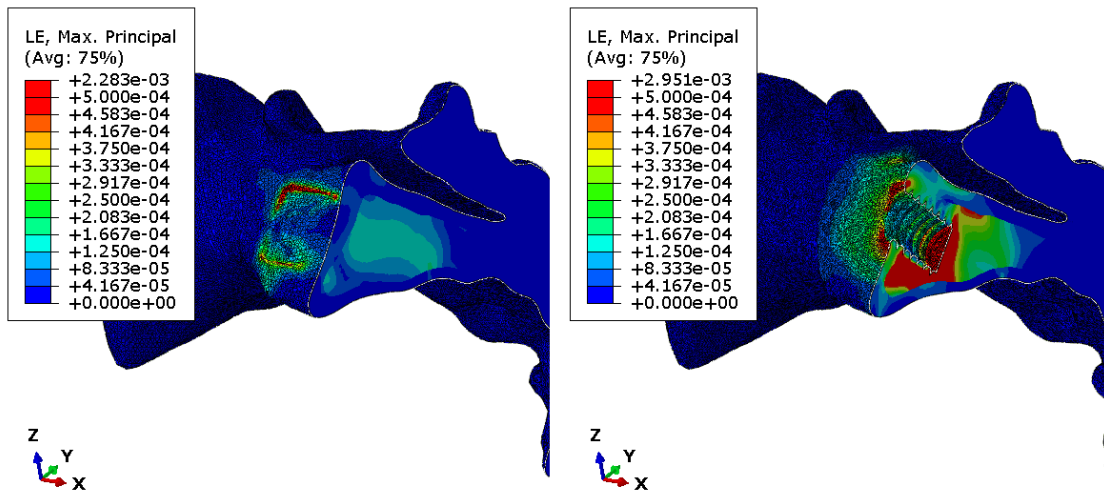 LE, Max. Principal
(Avg: 75%)
+2.283e-03
+5.000e-04
+4.583e-04
+4.167e-04
+3.750e-04
+3.333e-04
+2.917e-04
+2.500e-04
+2.083e-04
+1.667e-04
+1.250e-04
+8.333e-05
+4.167e-05
+0.000e+00
Z
Y
X
LE, Max. Principal
(Avg: 75%)
+2.951e-03
+5.000e-04
+4.583e-04
+4.167e-04
+3.750e-04
+3.333e-04
+2.917e-04
+2.500e-04
+2.083e-04
+1.667e-04
+1.250e-04
+8.333e-05
+4.167e-05
+0.000e+00
Z
Y
X